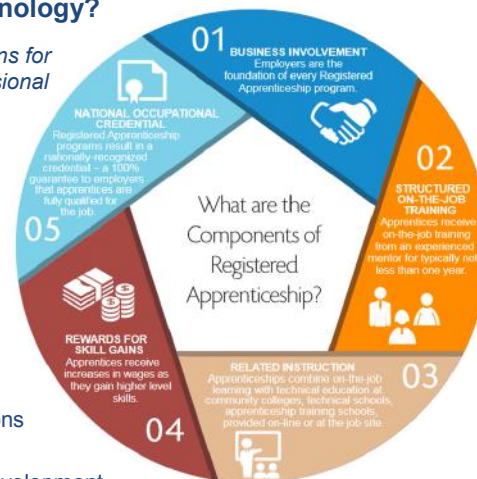 nology?
ns for
sional
01
BUSINESS INVOLVEMENT
Employers are the
foundation of every Registered
Apprenticeship program.
02
STRUCTURED
ON-THE-JOB
TRAINING
Apprentices receive
on-the-job training
from an experienced
mentor for typically not
less than one year.
RELATED INSTRUCTION
Apprenticeships combine on-the-job
learning with technical education at
community colleges, technical schools,
apprenticeship training schools,
provided on-line or at the job site.
03
REWARDS FOR
SKILL GAINS
Apprentices receive
increases in wages as
they gain higher level
skills.
04
NATIONAL OCCUPATIONAL
CREDENTIAL
Registered Apprenticeship
programs result in a
nationally-recognized
credential – a 100%
guarantee to employers
that apprentices are
fully qualified for
the job.
05
What are the
Components of
Registered
Apprenticeship?
ons